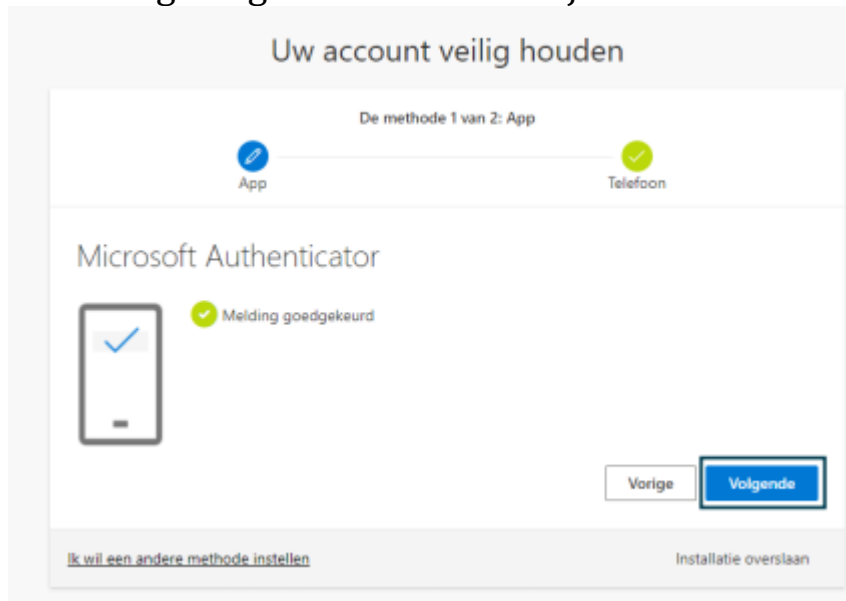 Uw account veilig houden
De methode 1 van 2: App
App
Telefoon
Microsoft Authenticator
Melding goedgekeurd
Vorige
Volgende
Ik wil een andere methode instellen
Installatie overslaan